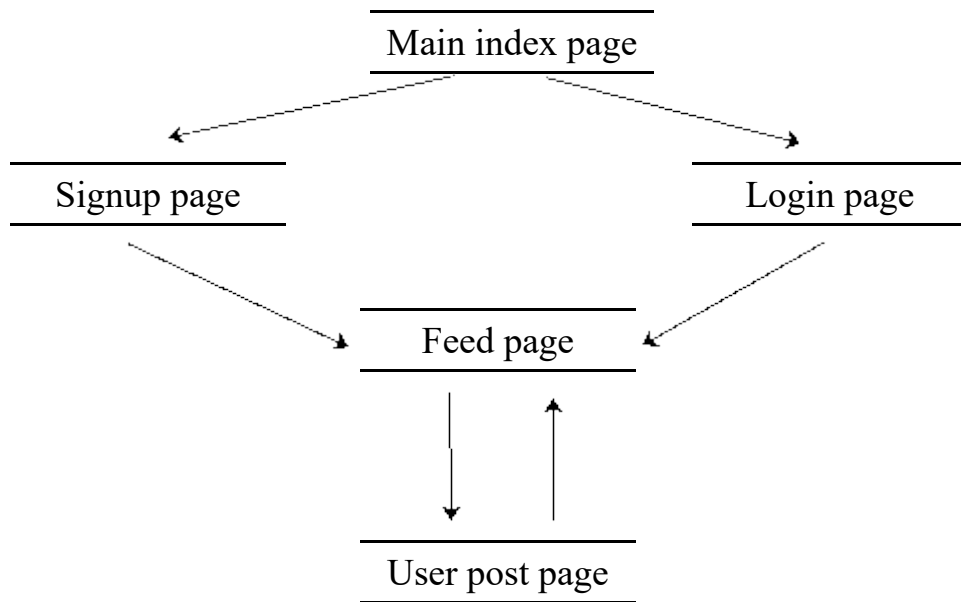 Main index page
Signup page
Login page
Feed page
User post page